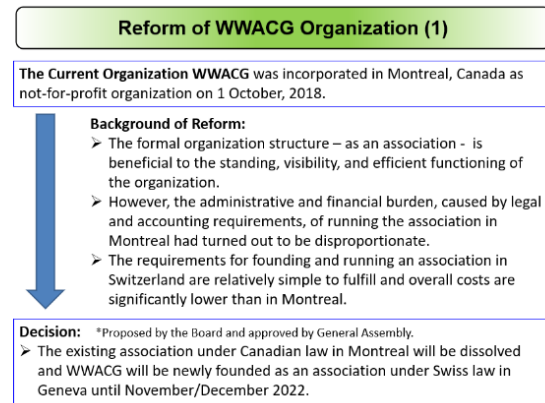 Reform of WWACG Organization (1)
The Current Organization WWACG was incorporated in Montreal, Canada as
not-for-profit organization on 1 October, 2018.
Background of Reform:
➢ The formal organization structure – as an association - is
beneficial to the standing, visibility, and efficient functioning of
the organization.
➢ However, the administrative and financial burden, caused by legal
and accounting requirements, of running the association in
Montreal had turned out to be disproportionate.
➢ The requirements for founding and running an association in
Switzerland are relatively simple to fulfill and overall costs are
significantly lower than in Montreal.
Decision: *Proposed by the Board and approved by General Assembly.
➢ The existing association under Canadian law in Montreal will be dissolved
and WWACG will be newly founded as an association under Swiss law in
Geneva until November/December 2022.